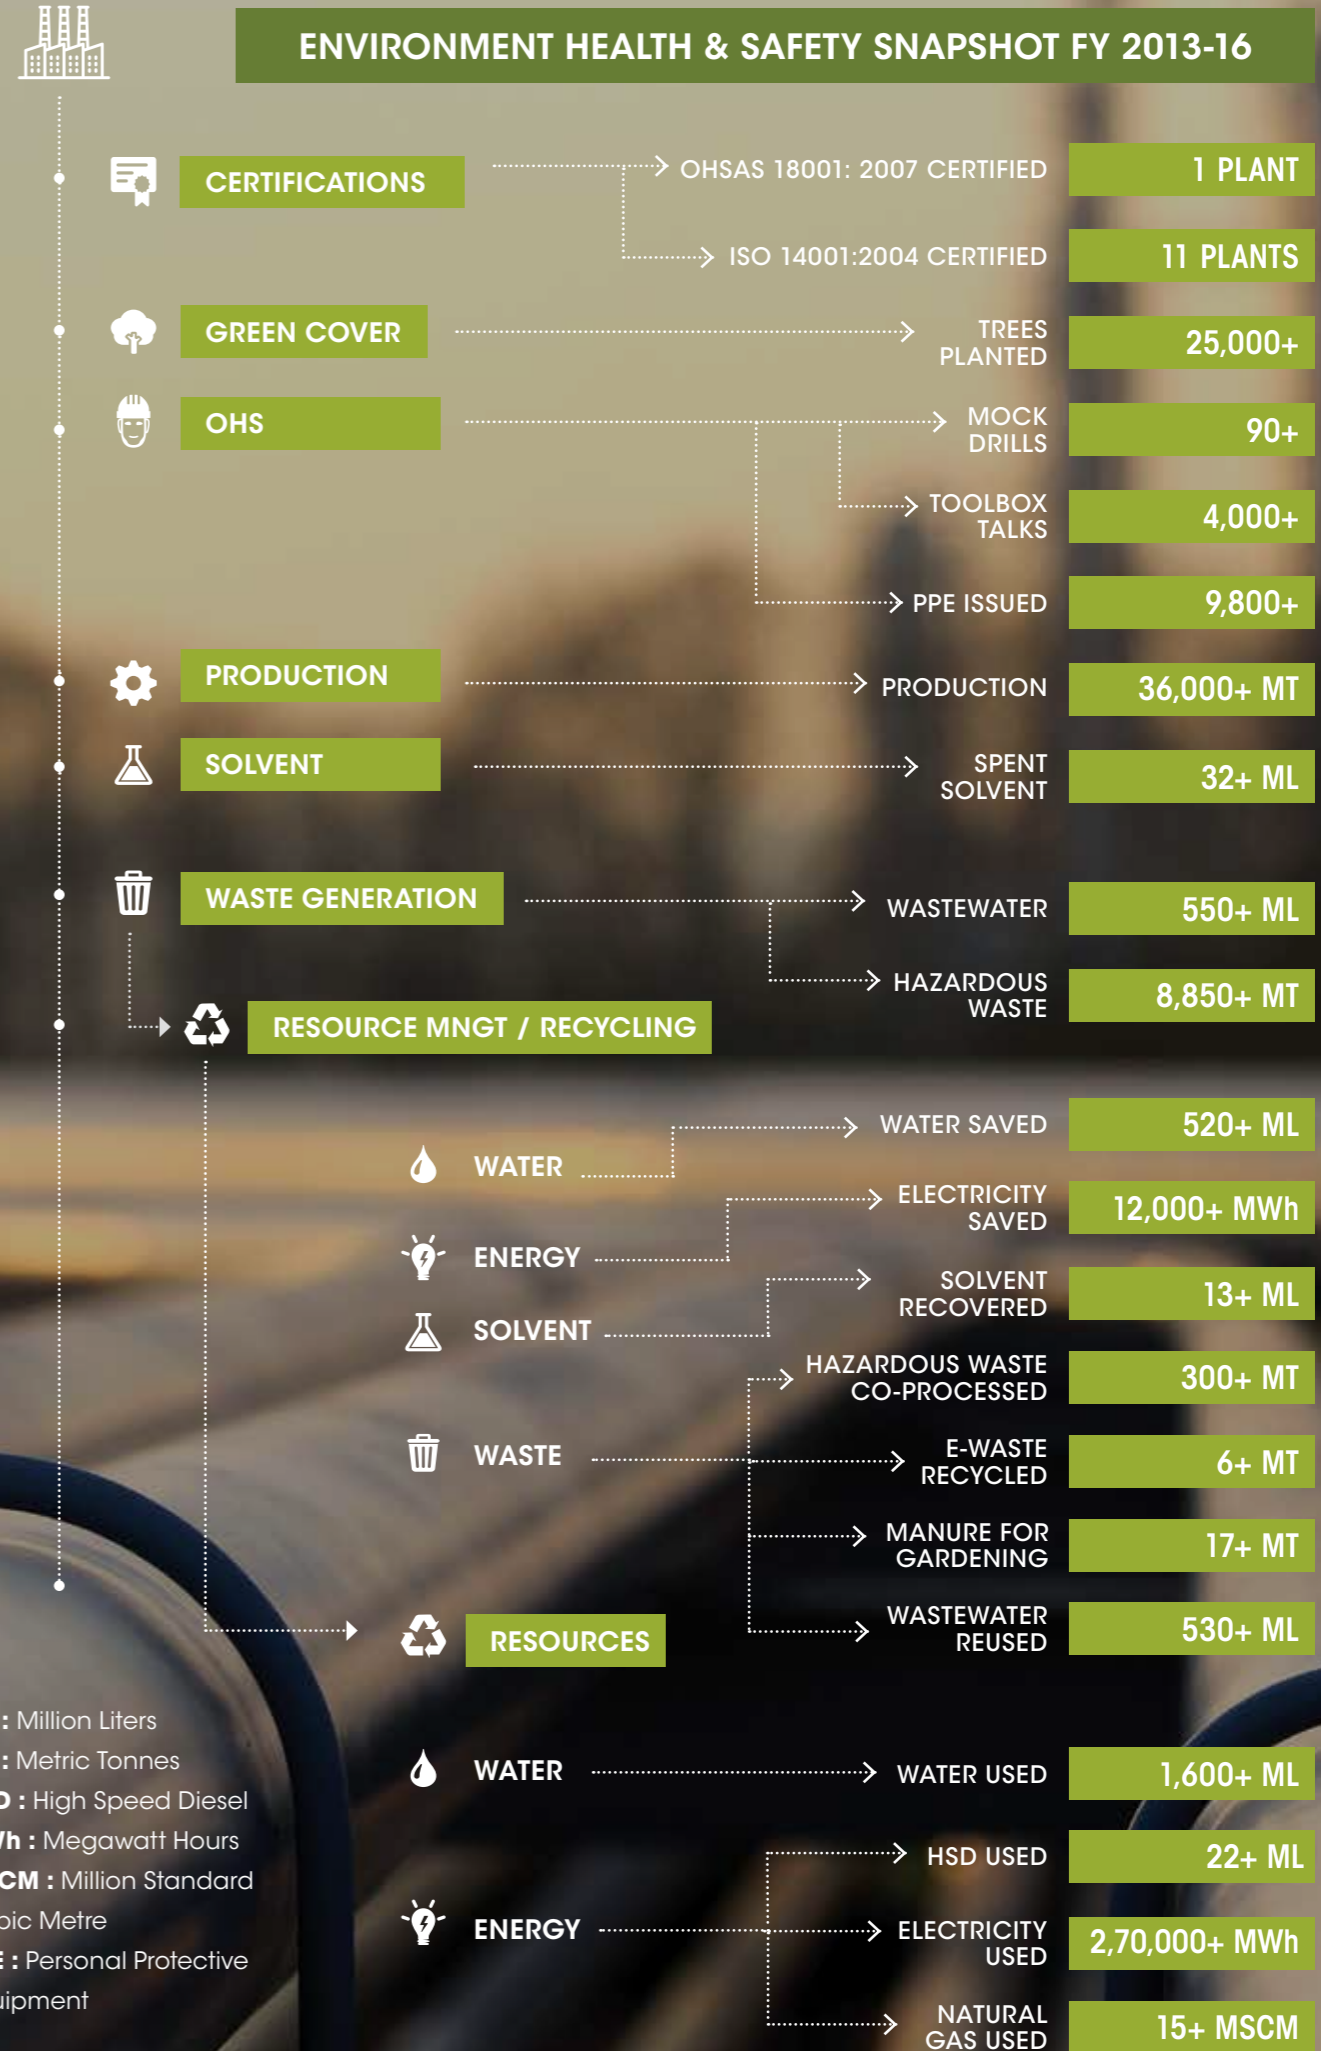 ENVIRONMENT HEALTH & SAFETY SNAPSHOT FY 2013-16
CERTIFICATIONS
OHSAS 18001: 2007 CERTIFIED
1 PLANT
ISO 14001:2004 CERTIFIED
11 PLANTS
GREEN COVER
TREES
PLANTED
25,000+
OHS
MOCK
DRILLS
90+
TOOLBOX
TALKS
4,000+
PPE ISSUED
9,800+
PRODUCTION
PRODUCTION
36,000+ MT
SOLVENT
SPENT
SOLVENT
32+ ML
WASTE GENERATION
WASTEWATER
550+ ML
HAZARDOUS
WASTE
8,850+ MT
RESOURCE MNGT / RECYCLING
WATER
WATER SAVED
520+ ML
ENERGY
ELECTRICITY
SAVED
12,000+ MWh
SOLVENT
SOLVENT
RECOVERED
13+ ML
WASTE
HAZARDOUS WASTE
CO-PROCESSED
300+ MT
E-WASTE
RECYCLED
6+ MT
MANURE FOR
GARDENING
17+ MT
WASTEWATER
REUSED
530+ ML
RESOURCES
WATER
WATER USED
1,600+ ML
ENERGY
HSD USED
22+ ML
ELECTRICITY
USED
2,70,000+ MWh
NATURAL
GAS USED
15+ MSCM
: Million Liters
: Metric Tonnes
: High Speed Diesel
: Megawatt Hours
CM : Million Standard
Metre
: Personal Protective